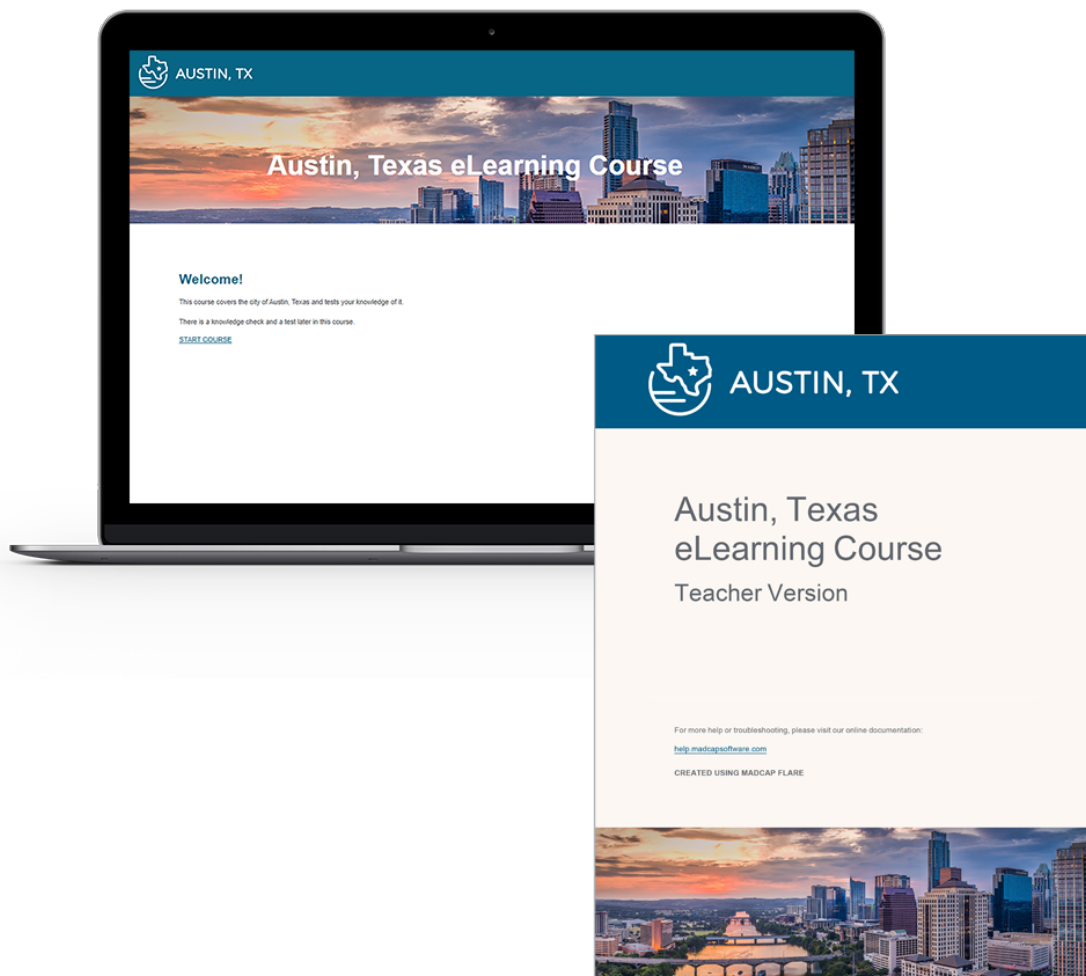 AUSTIN, TX
Austin, Texas eLearning Course
Welcome!
This course covers the city of Austin, Texas and tests your knowledge of it.
There is a knowledge check and a test later in this course.
START COURSE
AUSTIN, TX
Austin, Texas
eLearning Course
Teacher Version
For more help or troubleshooting, please visit our online documentation:
help.madcapsoftware.com
CREATED USING MADCAP FLARE